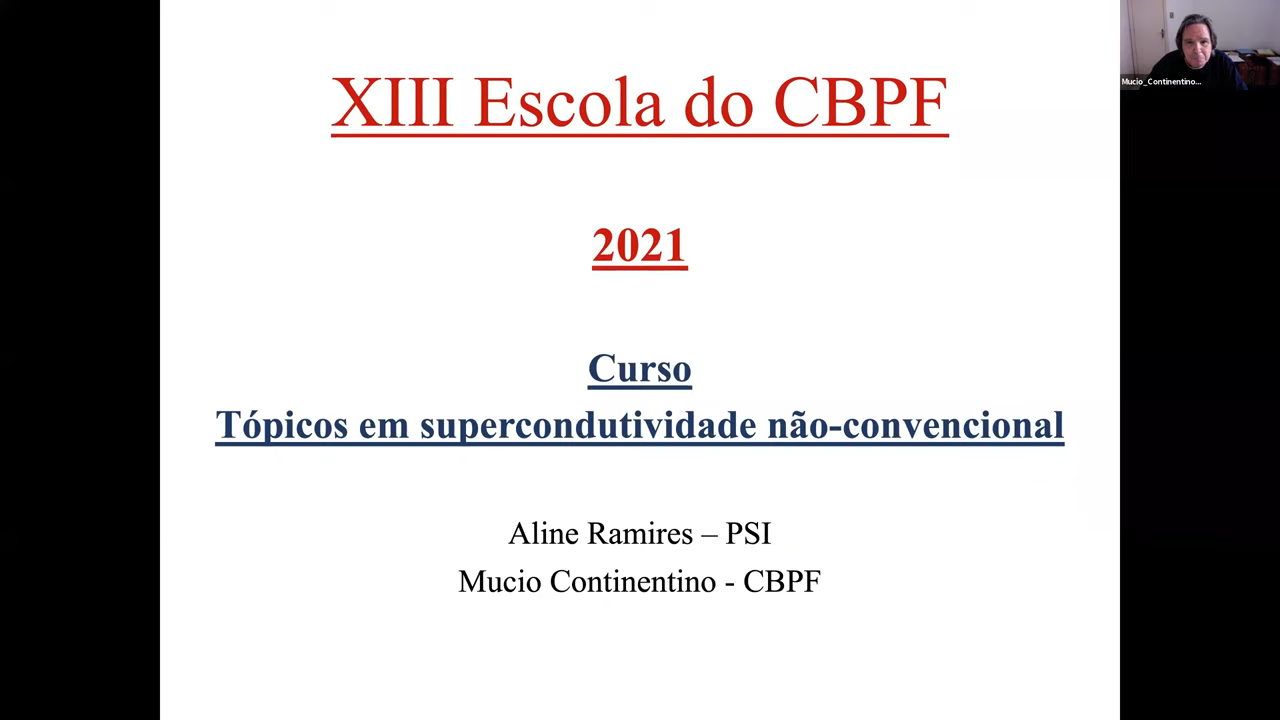 XIII Escola do CBPF
2021
Curso
Tópicos em supercondutividade não-convencional
Aline Ramires – PSI
Mucio Continentino - CBPF
Mucio_Continentino...